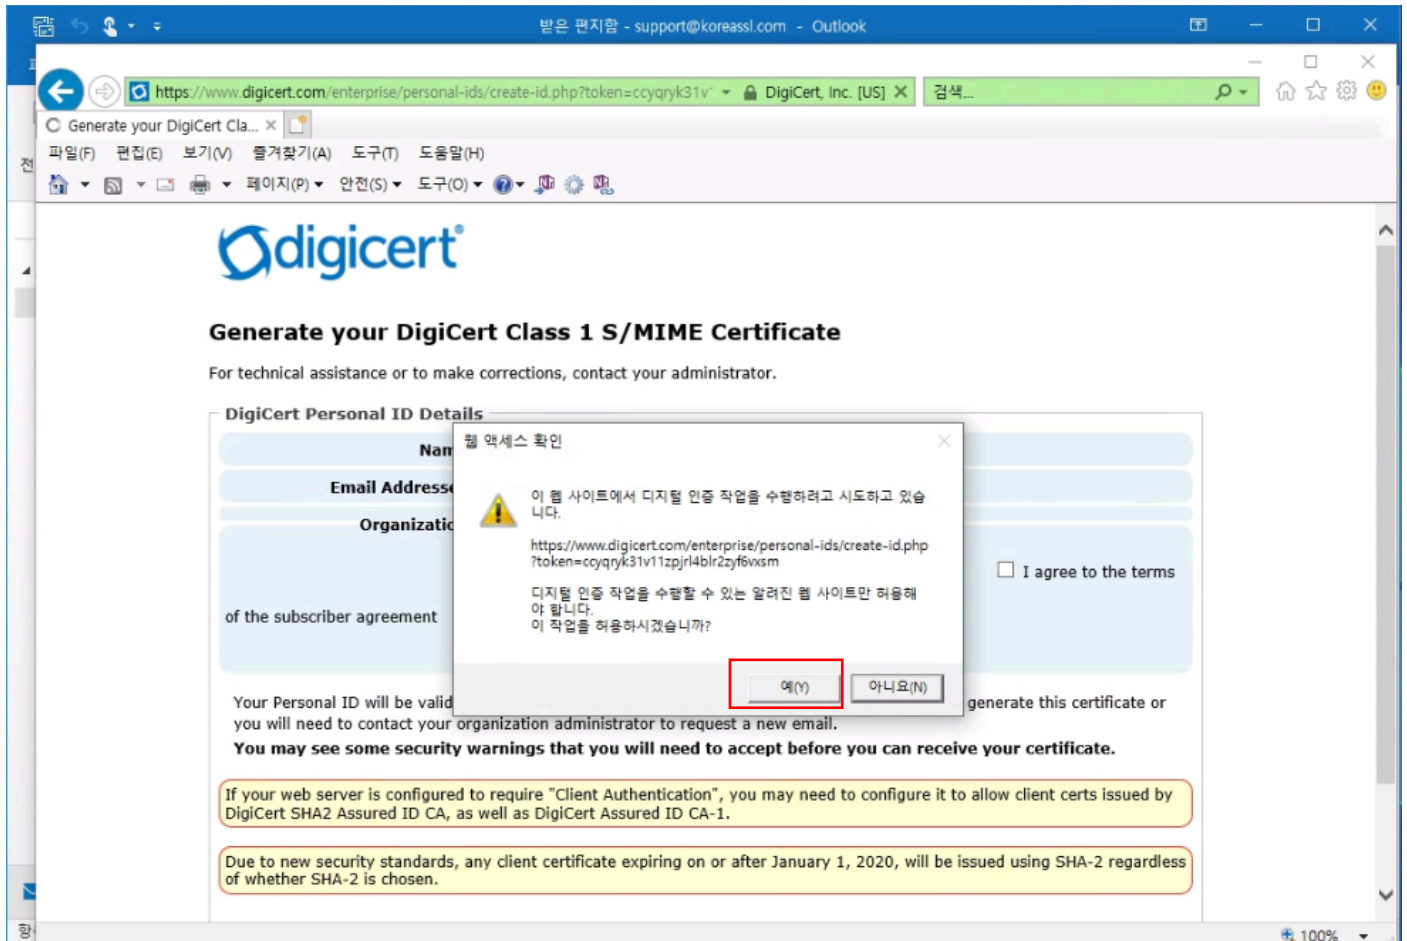 받은 편지함 - support@koreassl.com - Outlook
https://www.digicert.com/enterprise/personal-ids/create-id.php?token=ccyqryk31v
DigiCert, Inc. [US]
검색...
Generate your DigiCert Cla...
파일(F) 편집(E) 보기(V) 즐겨찾기(A) 도구(T) 도움말(H)
전
페이지(P) 안전(S) 도구(O)
digicert®
Generate your DigiCert Class 1 S/MIME Certificate
For technical assistance or to make corrections, contact your administrator.
DigiCert Personal ID Details
웹 액세스 확인
이 웹 사이트에서 디지털 인증 작업을 수행하려고 시도하고 있습
니다.
https://www.digicert.com/enterprise/personal-ids/create-id.php
?token=ccyqryk31v11zpjrl4blr2zyf6vxsm
디지털 인증 작업을 수행할 수 있는 알려진 웹 사이트만 허용해
야 합니다.
이 작업을 허용하시겠습니까?
예(Y) 아니요(N)
Nam
Email Addresse
Organizatio
I agree to the terms
of the subscriber agreement
Your Personal ID will be valid generate this certificate or
you will need to contact your organization administrator to request a new email.
You may see some security warnings that you will need to accept before you can receive your certificate.
If your web server is configured to require "Client Authentication", you may need to configure it to allow client certs issued by
DigiCert SHA2 Assured ID CA, as well as DigiCert Assured ID CA-1.
Due to new security standards, any client certificate expiring on or after January 1, 2020, will be issued using SHA-2 regardless
of whether SHA-2 is chosen.
항
100%